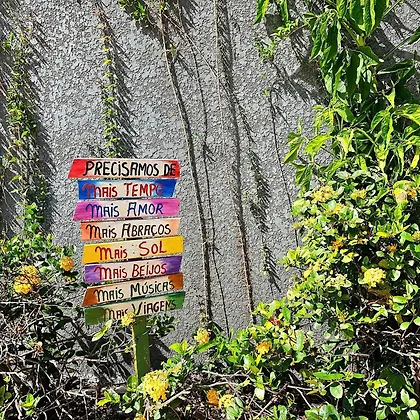 PRECISAMOS DE
MAIS TEMPO
MAIS AMOR
MAIS ABRAÇOS
MAIS SOL
MAIS BEIJOS
MAIS MÚSICAS
MAIS VIAGENS